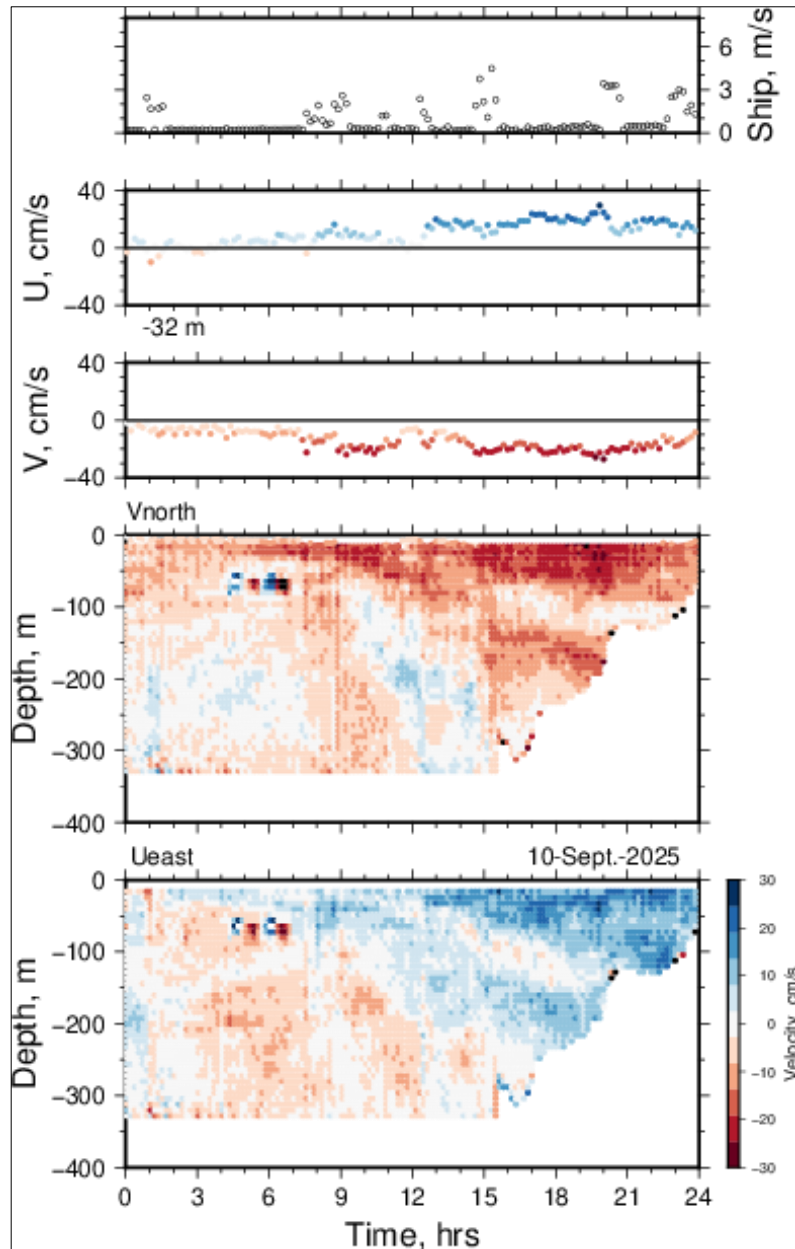 6
3
0
Ship, m/s
40
0
−40
U, cm/s
-32 m
40
0
−40
V, cm/s
Vnorth
0
−100
−200
−300
−400
Depth, m
Ueast 10-Sept.-2025
0
−100
−200
−300
−400
Depth, m
30
20
10
0
−10
−20
−30
Velocity, cm/s
0 3 6 9 12 15 18 21 24
Time, hrs